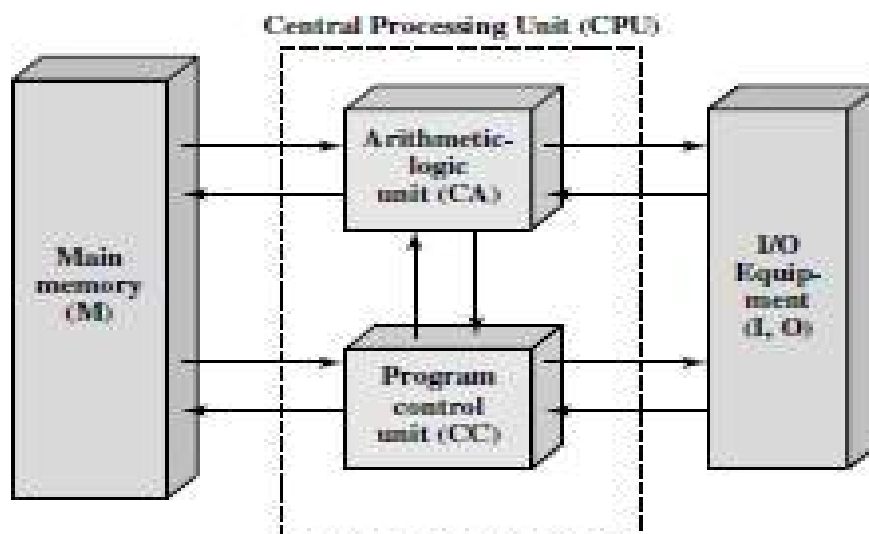 Central Processing Unit (CPU)
Arithmetic-
logic
unit (CA)
Main
memory
(M)
I/O
Equip-
ment
(I, O)
Program
control
unit (CC)